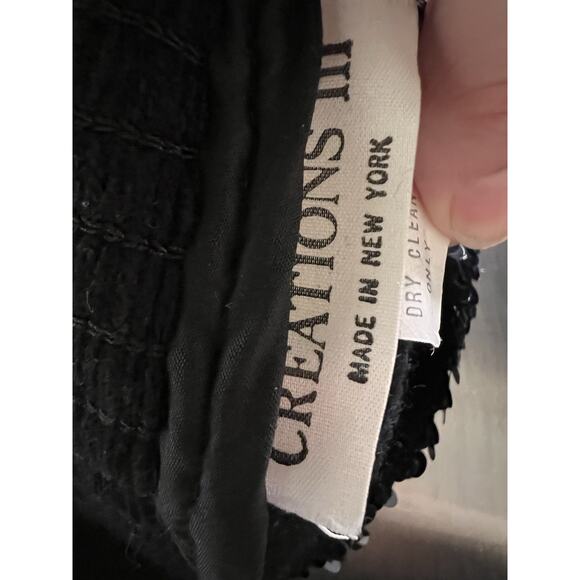 CREATIONS III
MADE IN NEW YORK
DRY CLEAN
ONLY